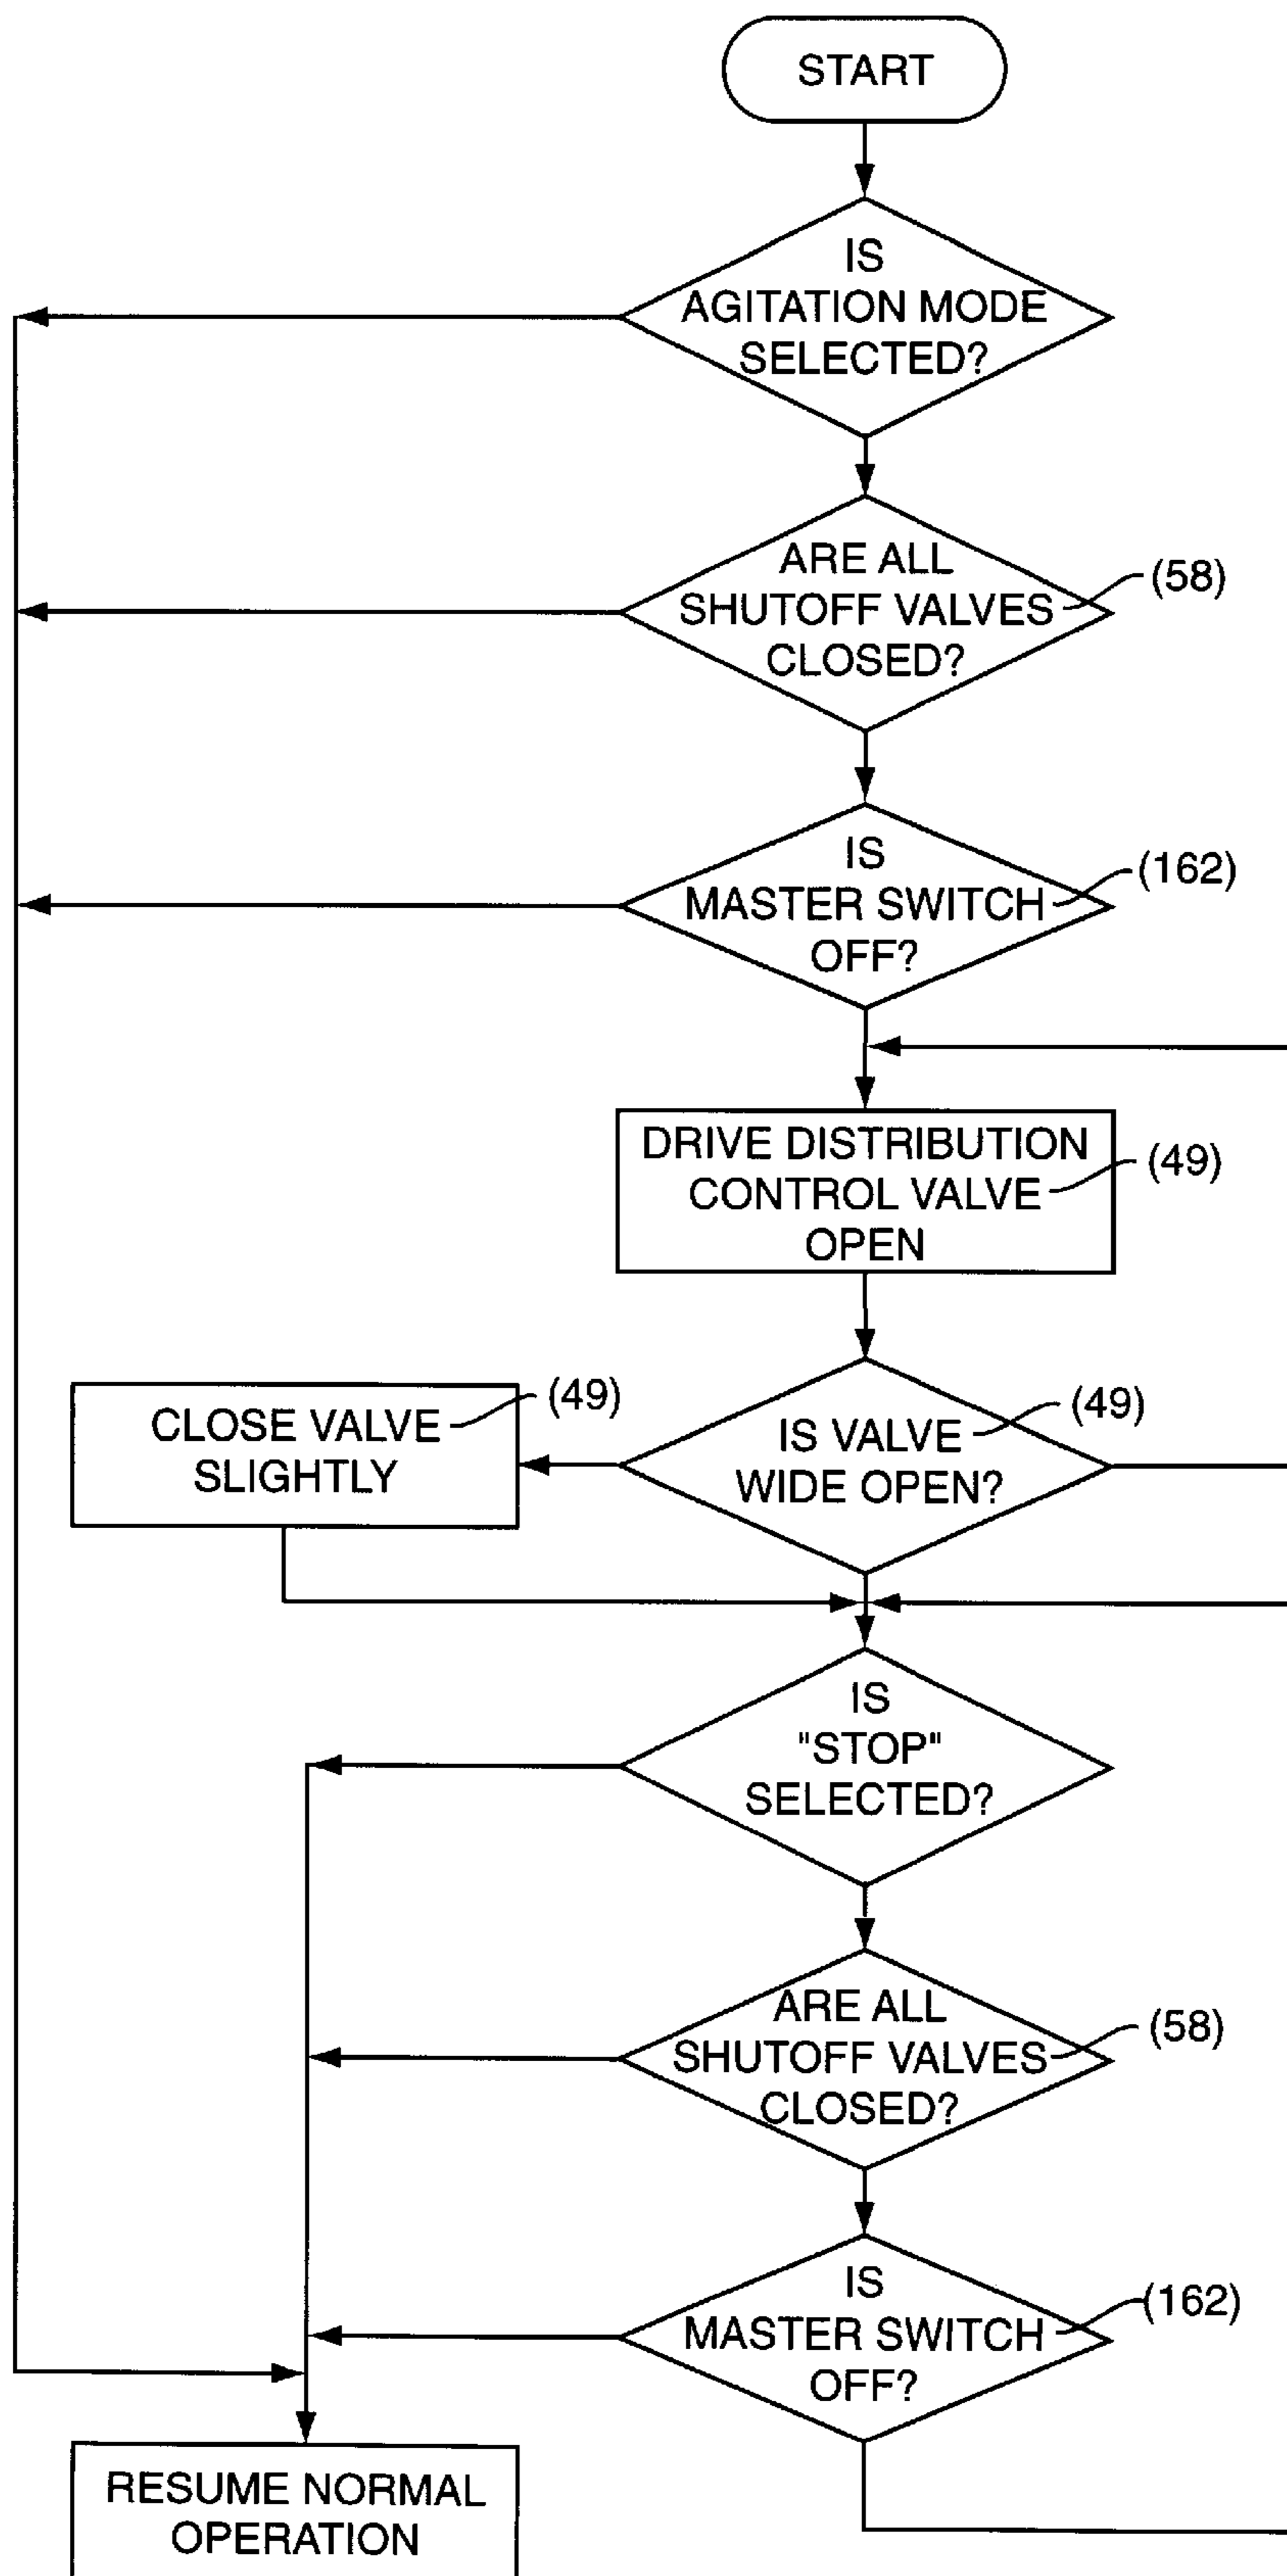 START
IS
AGITATION MODE
SELECTED?
ARE ALL
SHUTOFF VALVES
CLOSED?
(58)
IS
MASTER SWITCH
OFF?
(162)
DRIVE DISTRIBUTION
CONTROL VALVE
OPEN
(49)
CLOSE VALVE
SLIGHTLY
(49)
IS VALVE
WIDE OPEN?
(49)
IS
"STOP"
SELECTED?
ARE ALL
SHUTOFF VALVES
CLOSED?
(58)
IS
MASTER SWITCH
OFF?
(162)
RESUME NORMAL
OPERATION